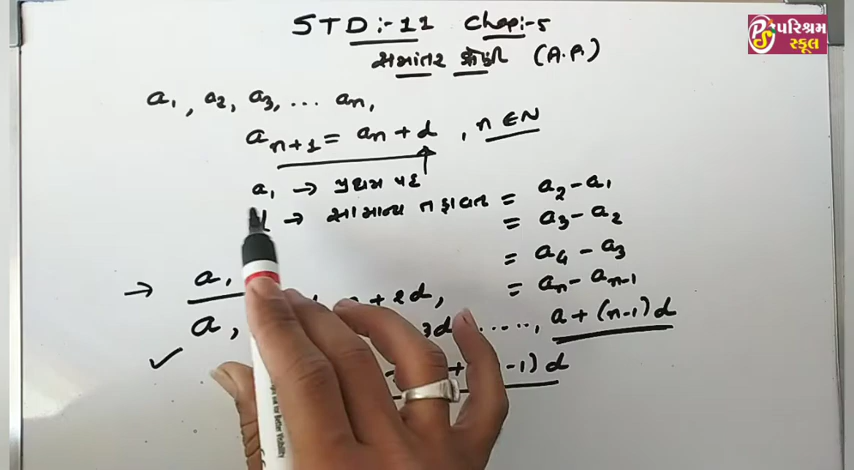 STD:-11 Chap:-5
પરિશ્રમ
સ્કૂલ
સમાંતર શ્રેણી (A.P.)
a₁, a₂, a₃, ... aₙ,
aₙ₊₁ = aₙ + d, n ∈ N
a₁ → પ્રથમ પદ
→ સામાન્ય તફાવત = a₂ - a₁
= a₃ - a₂
= a₄ - a₃
= aₙ - aₙ₋₁
→ a,
+ 2d,
a, 3d ....., a + (n-1)d
✓ -1)d